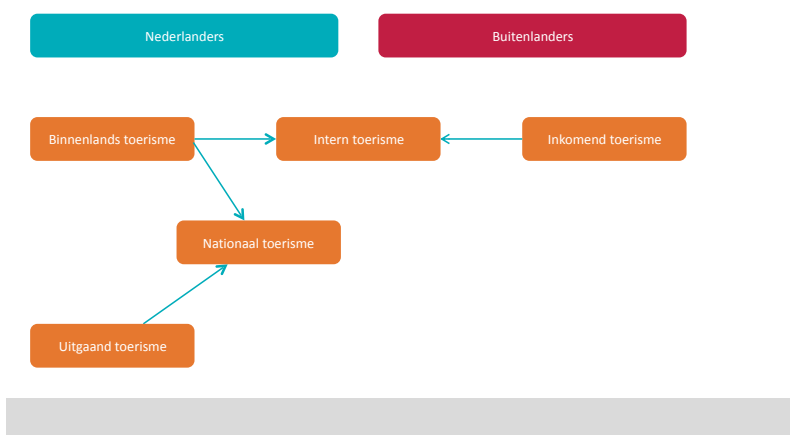 Nederlanders
Buitenlanders
Binnenlands toerisme
Intern toerisme
Inkomend toerisme
Nationaal toerisme
Uitgaand toerisme